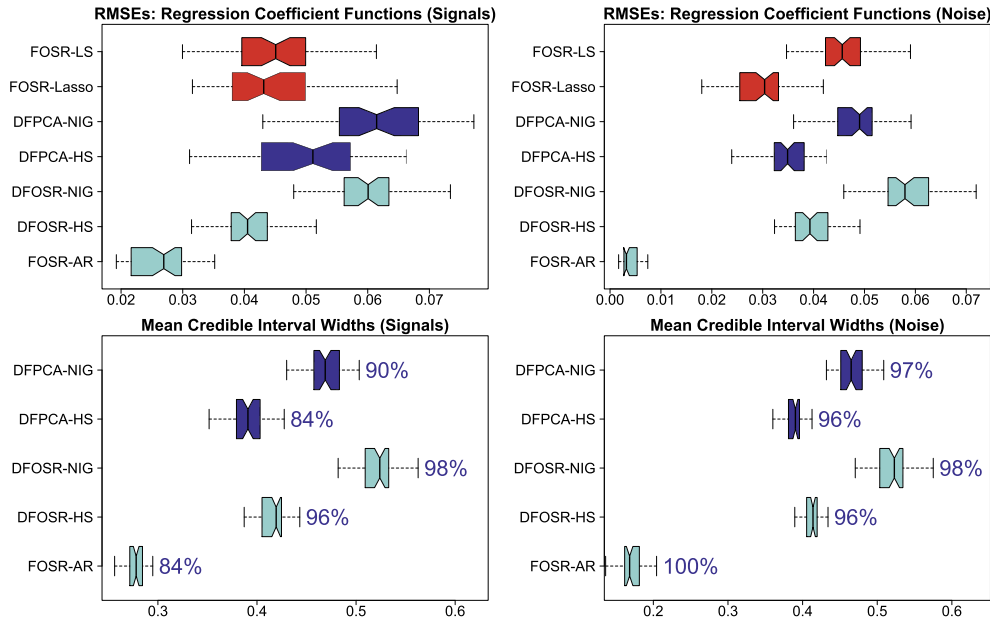 RMSEs: Regression Coefficient Functions (Signals)
FOSR-LS
FOSR-Lasso
DFPCA-NIG
DFPCA-HS
DFOSR-NIG
DFOSR-HS
FOSR-AR
0.02 0.03 0.04 0.05 0.06 0.07
RMSEs: Regression Coefficient Functions (Noise)
FOSR-LS
FOSR-Lasso
DFPCA-NIG
DFPCA-HS
DFOSR-NIG
DFOSR-HS
FOSR-AR
0.00 0.01 0.02 0.03 0.04 0.05 0.06 0.07
Mean Credible Interval Widths (Signals)
DFPCA-NIG 90%
DFPCA-HS 84%
DFOSR-NIG 98%
DFOSR-HS 96%
FOSR-AR 84%
0.3 0.4 0.5 0.6
Mean Credible Interval Widths (Noise)
DFPCA-NIG 97%
DFPCA-HS 96%
DFOSR-NIG 98%
DFOSR-HS 96%
FOSR-AR 100%
0.2 0.3 0.4 0.5 0.6